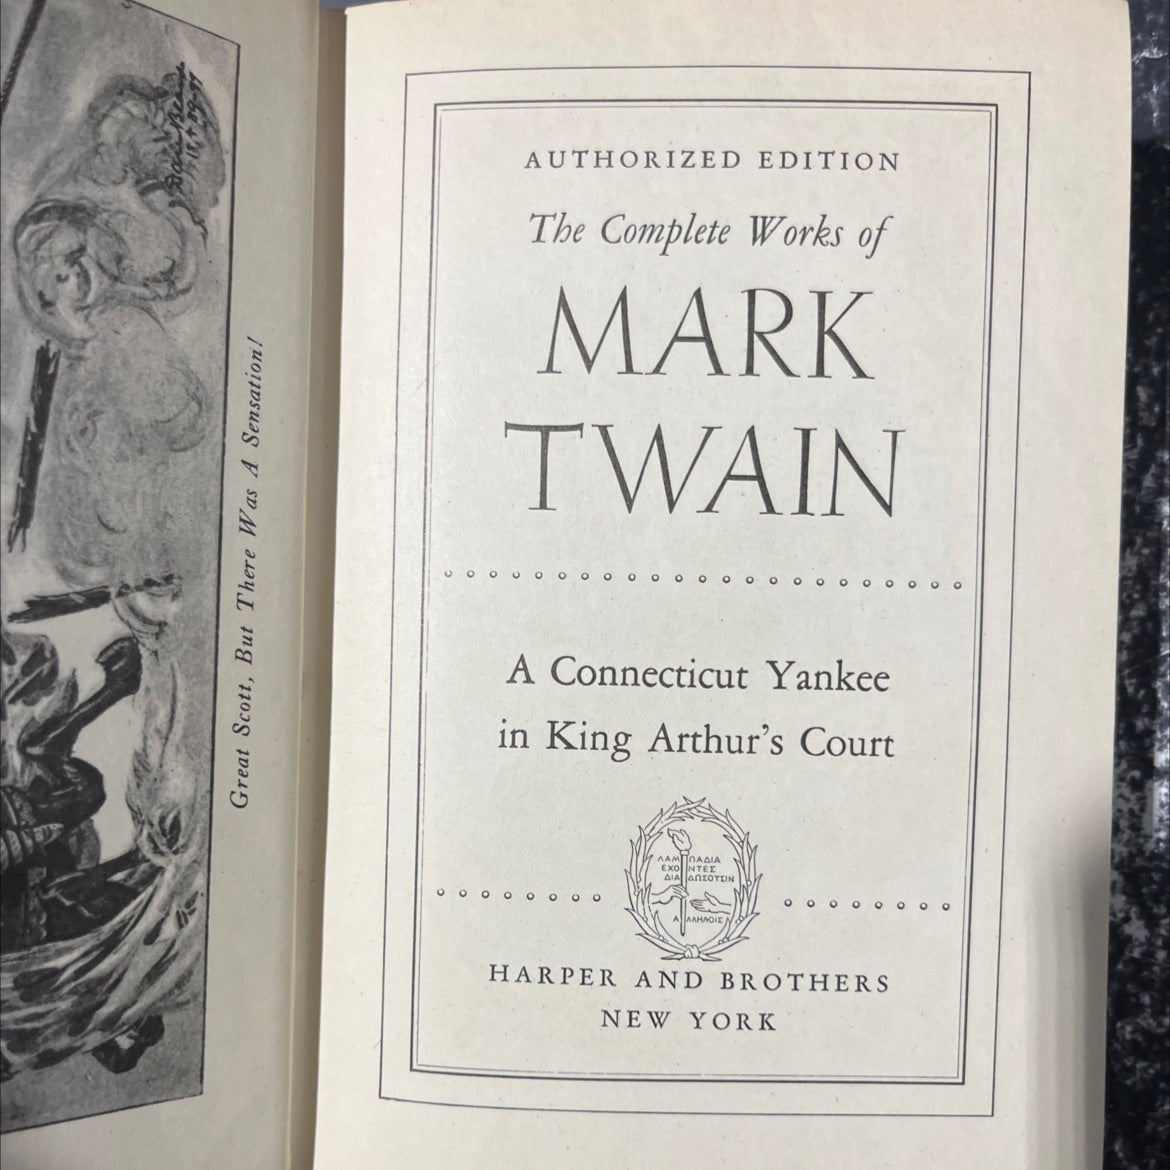 Great Scott, But There Was A Sensation!
AUTHORIZED EDITION
The Complete Works of
MARK
TWAIN
A Connecticut Yankee
in King Arthur's Court
ΛΑΜΠΑΔΙΑ
ΕΧΟΝΤΕΣ
ΔΙΑΔΩΣΟΥΣΙΝ
ΑΛΛΗΛΟΙΣ
HARPER AND BROTHERS
NEW YORK